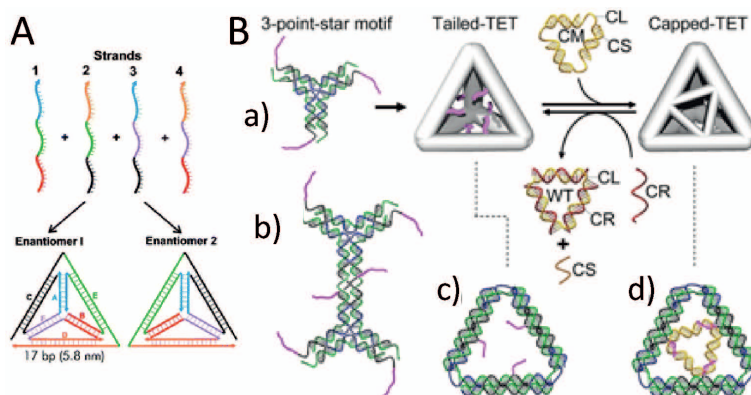 A
Strands
1 2 3 4
+ + +
Enantiomer I Enantiomer 2
C A E
F B
D
17 bp (5.8 nm)
B
3-point-star motif Tailed-TET Capped-TET
CL
CM
CS
a)
b)
CL
WT
CR
CR
+
CS
c) d)